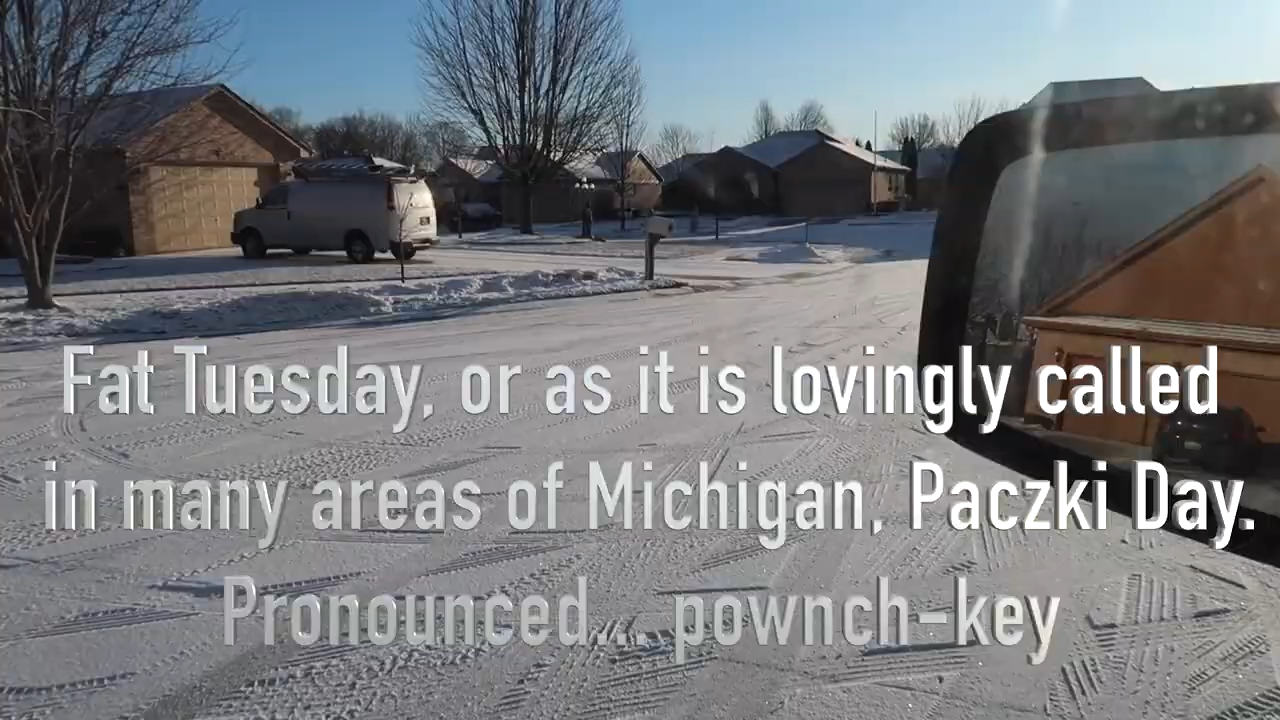 Fat Tuesday, or as it is lovingly called
in many areas of Michigan, Paczki Day.
Pronounced... pownch-key